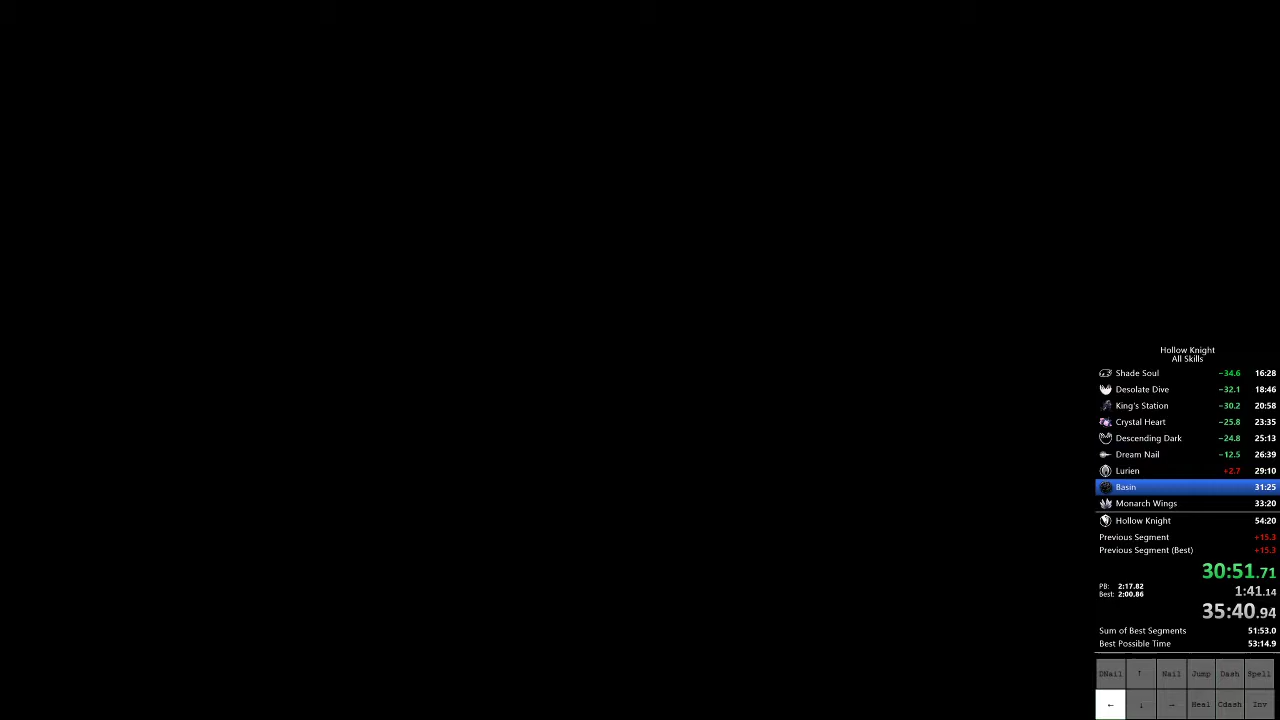 Hollow Knight
All Skills
Shade Soul −34.6 16:28
Desolate Dive −32.1 18:46
King's Station −30.2 20:58
Crystal Heart −25.8 23:35
Descending Dark −24.8 25:13
Dream Nail −12.5 26:39
Lurien +2.7 29:10
Basin 31:25
Monarch Wings 33:20
Hollow Knight 54:20
Previous Segment +15.3
Previous Segment (Best) +15.3
30:51.71
PB: 2:17.82 1:41.14
Best: 2:00.86
35:40.94
Sum of Best Segments 51:53.0
Best Possible Time 53:14.9
DNail ↑ Nail Jump Dash Spell
← ↓ → Heal Cdash Inv